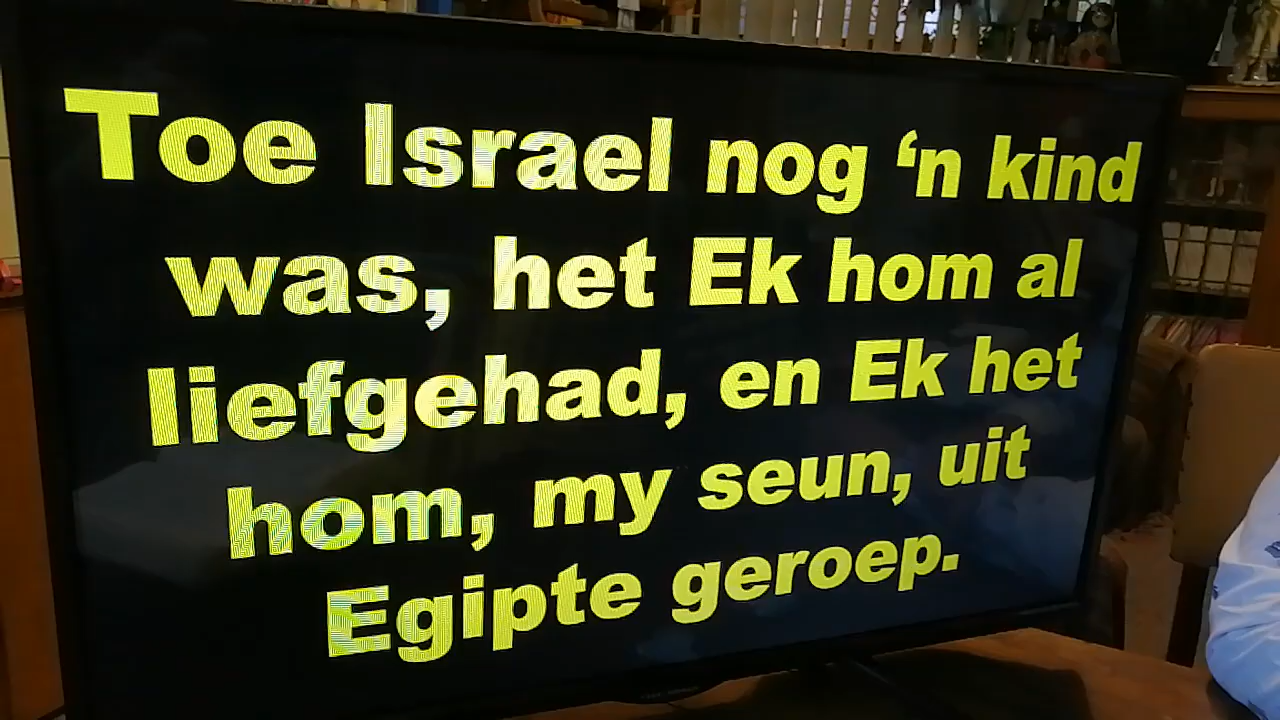 Toe Israel nog ‘n kind
was, het Ek hom al
liefgehad, en Ek het
hom, my seun, uit
Egipte geroep.